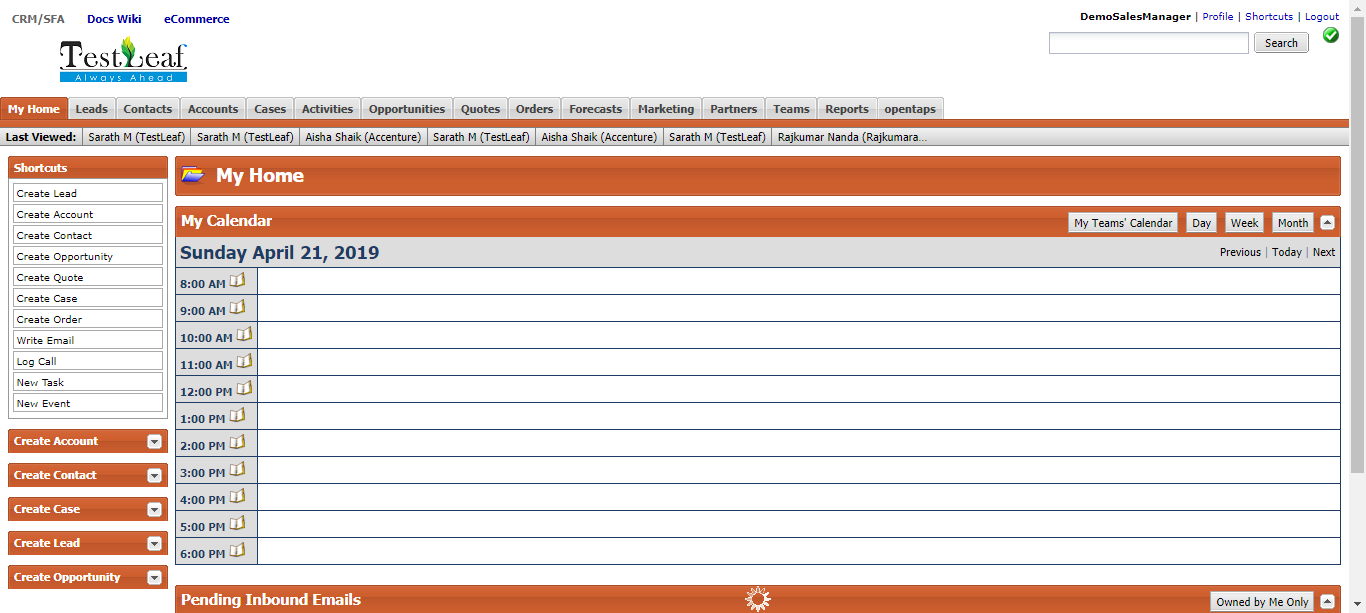 CRM/SFA Docs Wiki eCommerce
DemoSalesManager | Profile | Shortcuts | Logout
TestLeaf
Always Ahead
Search
My Home Leads Contacts Accounts Cases Activities Opportunities Quotes Orders Forecasts Marketing Partners Teams Reports opentaps
Last Viewed: Sarath M (TestLeaf) Sarath M (TestLeaf) Aisha Shaik (Accenture) Sarath M (TestLeaf) Aisha Shaik (Accenture) Sarath M (TestLeaf) Rajkumar Nanda (Rajkumara...
Shortcuts
Create Lead
Create Account
Create Contact
Create Opportunity
Create Quote
Create Case
Create Order
Write Email
Log Call
New Task
New Event
Create Account
Create Contact
Create Case
Create Lead
Create Opportunity
My Home
My Calendar My Teams' Calendar Day Week Month
Sunday April 21, 2019 Previous | Today | Next
8:00 AM
9:00 AM
10:00 AM
11:00 AM
12:00 PM
1:00 PM
2:00 PM
3:00 PM
4:00 PM
5:00 PM
6:00 PM
Pending Inbound Emails Owned by Me Only